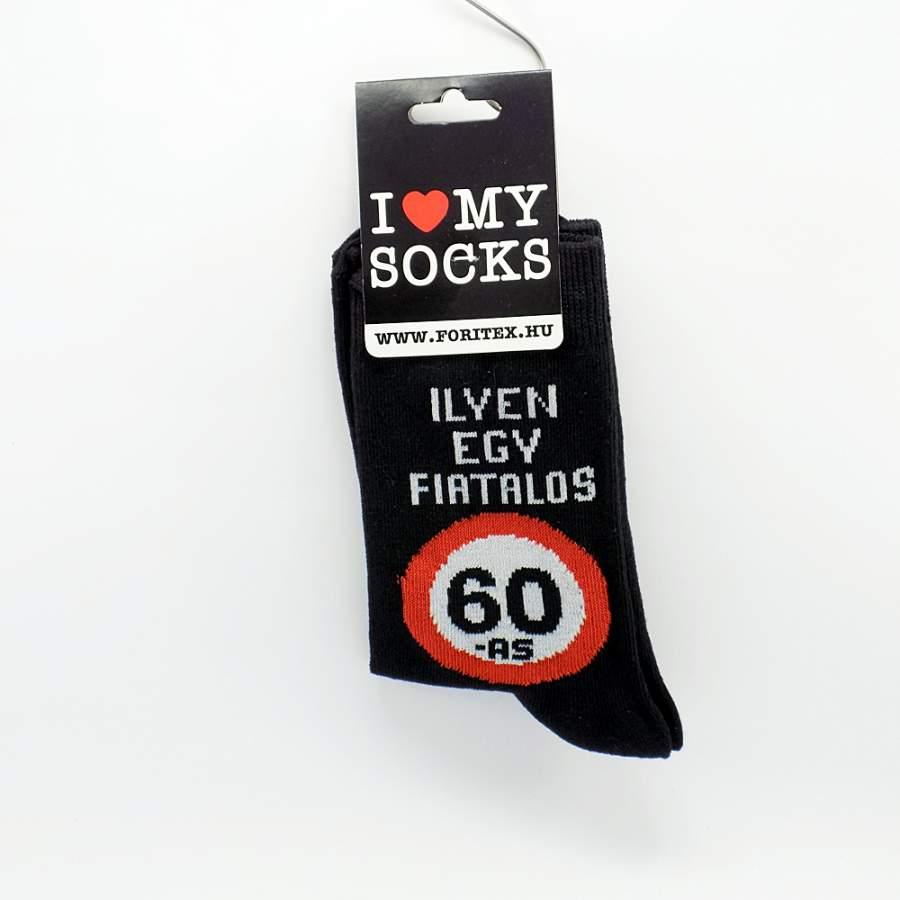 I ❤ MY
SOCKS
WWW.FORITEX.HU
ILYEN
EGY
FIATALOS
60
-AS